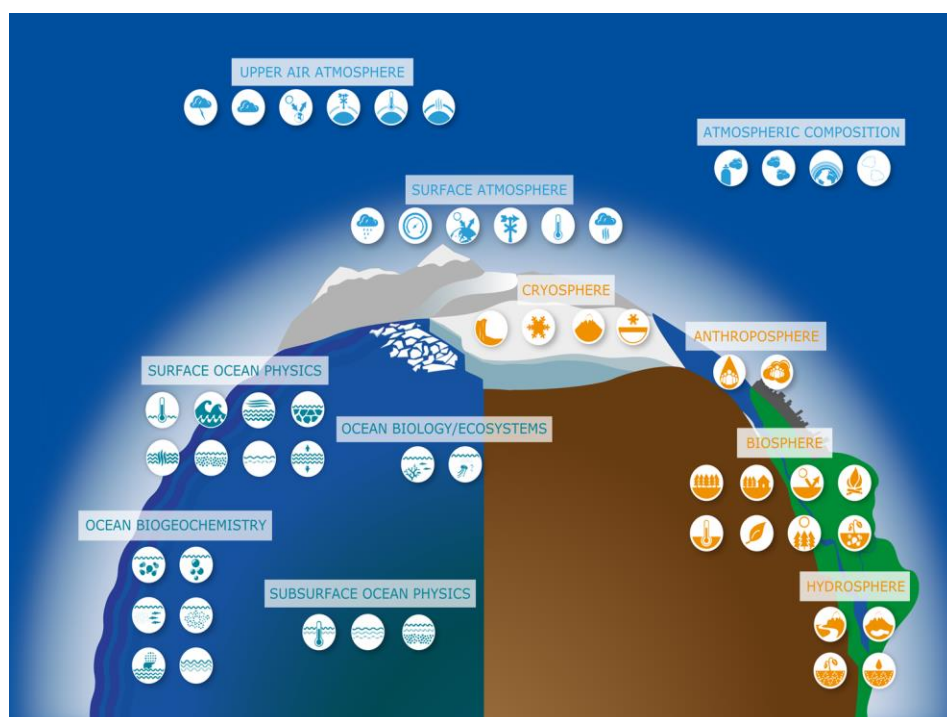 UPPER AIR ATMOSPHERE
ATMOSPHERIC COMPOSITION
SURFACE ATMOSPHERE
CRYOSPHERE
ANTHROPOSPHERE
SURFACE OCEAN PHYSICS
OCEAN BIOLOGY/ECOSYSTEMS
BIOSPHERE
OCEAN BIOGEOCHEMISTRY
SUBSURFACE OCEAN PHYSICS
HYDROSPHERE